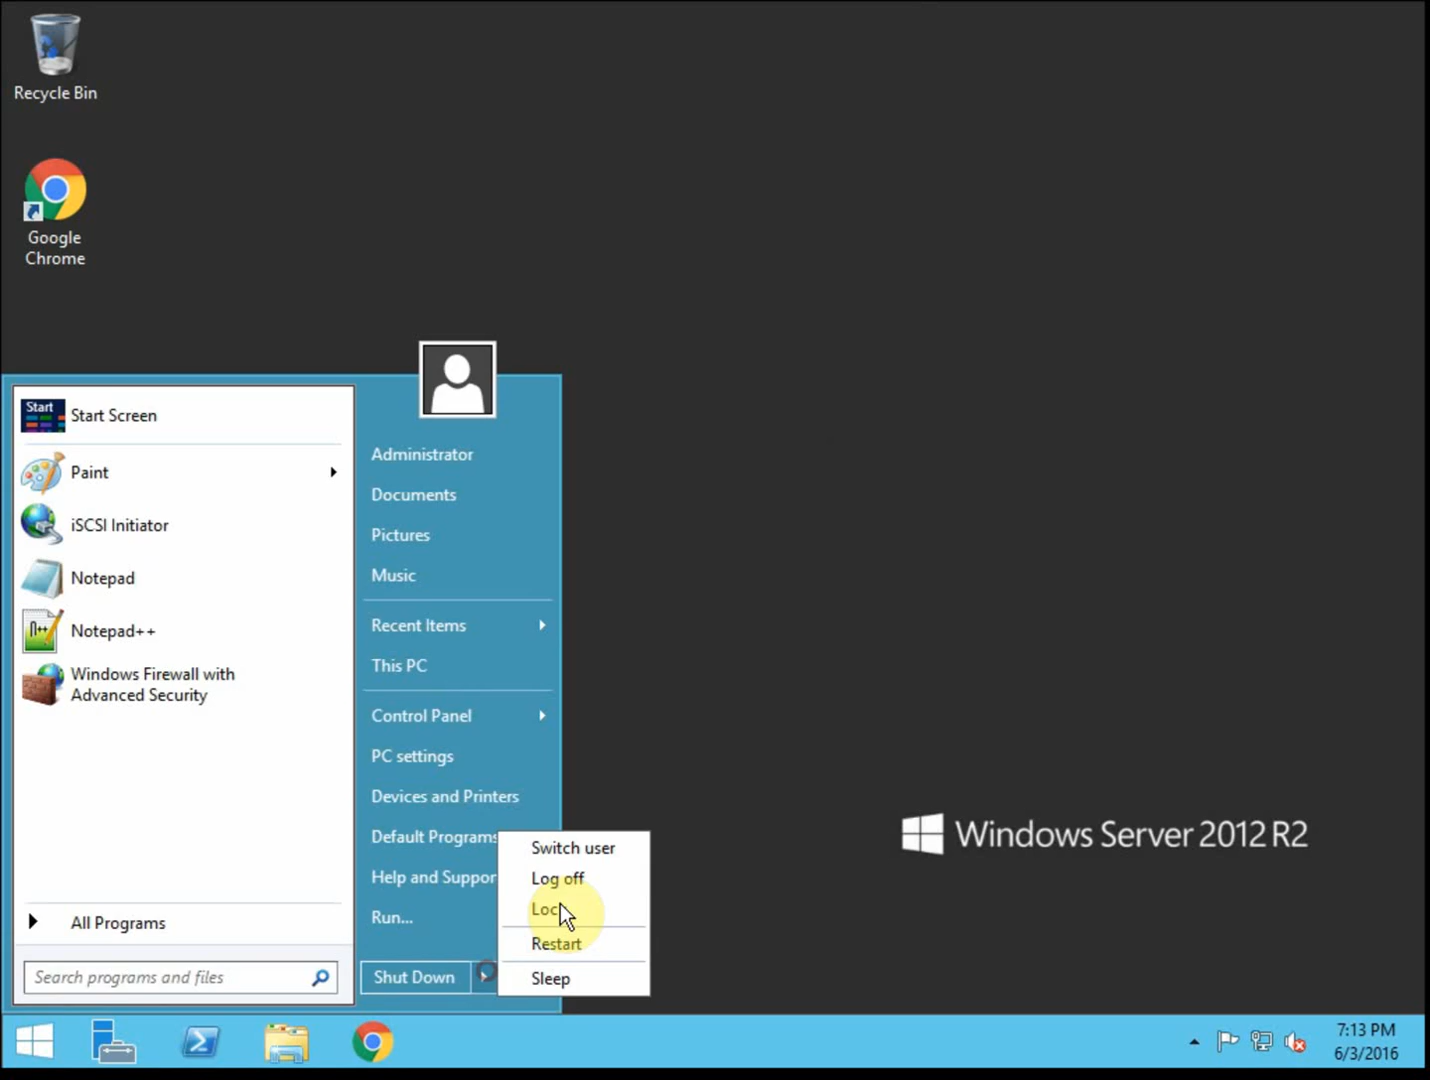 Recycle Bin
Google
Chrome
Start
Start Screen
Paint
iSCSI Initiator
Notepad
n++
Notepad++
Windows Firewall with
Advanced Security
All Programs
Search programs and files
Administrator
Documents
Pictures
Music
Recent Items
This PC
Control Panel
PC settings
Devices and Printers
Default Programs
Help and Suppor
Run...
Shut Down
Switch user
Log off
Loc
Restart
Sleep
Windows Server 2012 R2
7:13 PM
6/3/2016